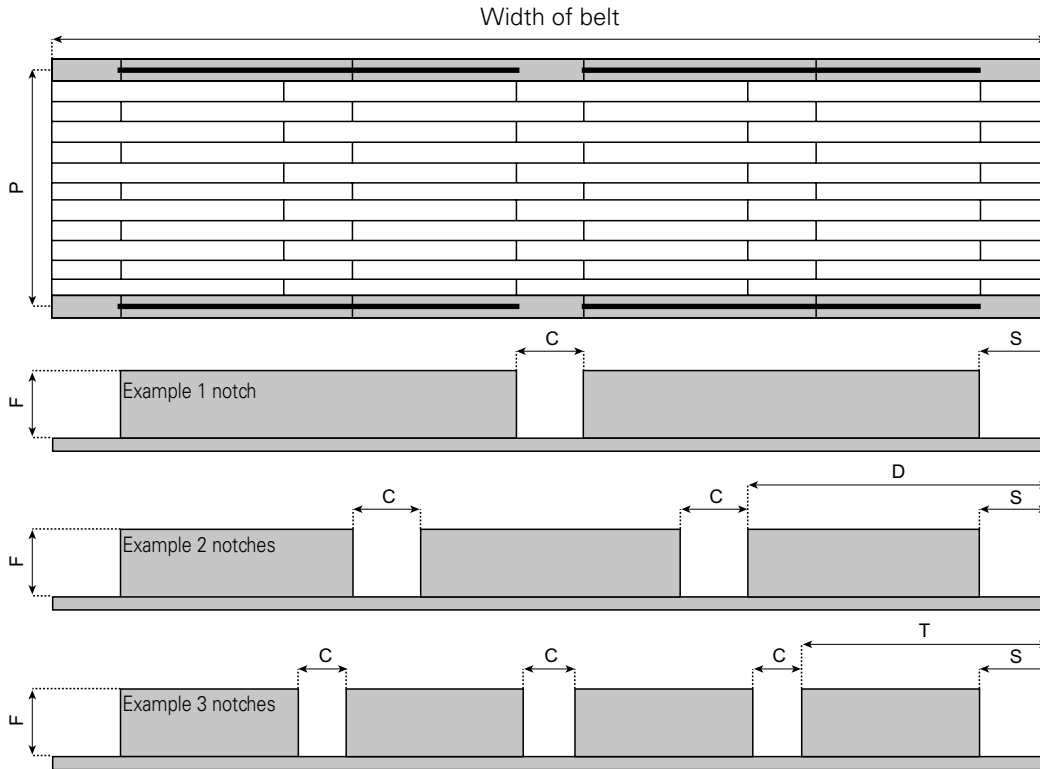 Width of belt
P
C
S
F
Example 1 notch
D
C
C
S
F
Example 2 notches
T
C
C
C
S
F
Example 3 notches